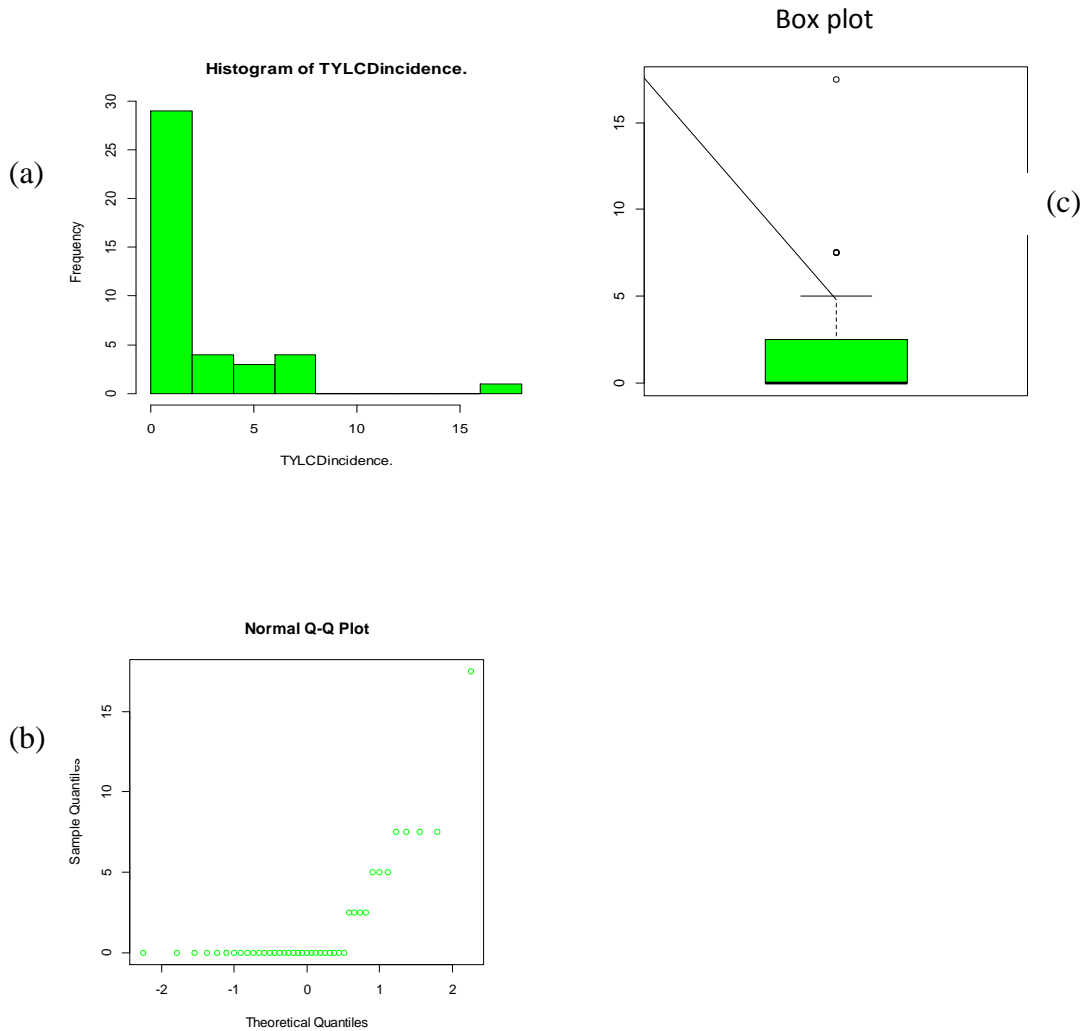 Box plot
Histogram of TYLCDincidence.
(a)
Frequency
0
5
10
15
20
25
30
0 5 10 15
TYLCDincidence.
(c)
0
5
10
15
Normal Q-Q Plot
(b)
Sample Quantiles
0
5
10
15
-2 -1 0 1 2
Theoretical Quantiles